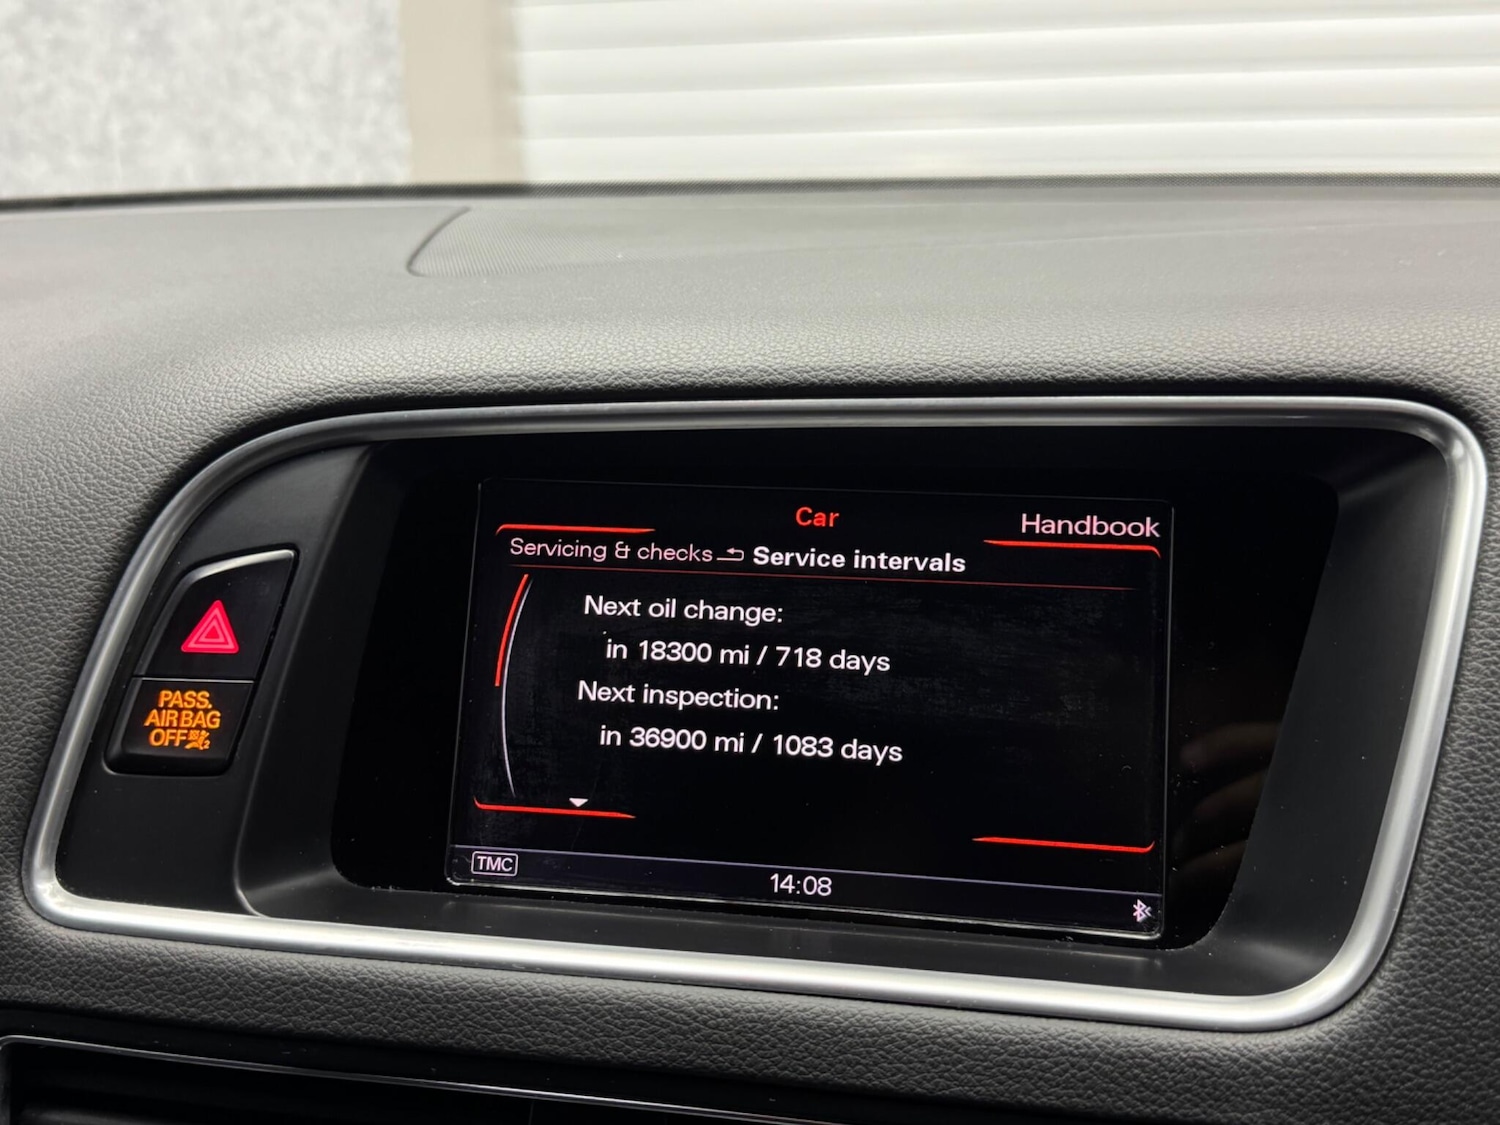 Car
Handbook
Servicing & checks Service intervals
Next oil change:
in 18300 mi / 718 days
Next inspection:
in 36900 mi / 1083 days
TMC
14:08
PASS.
AIR BAG
OFF